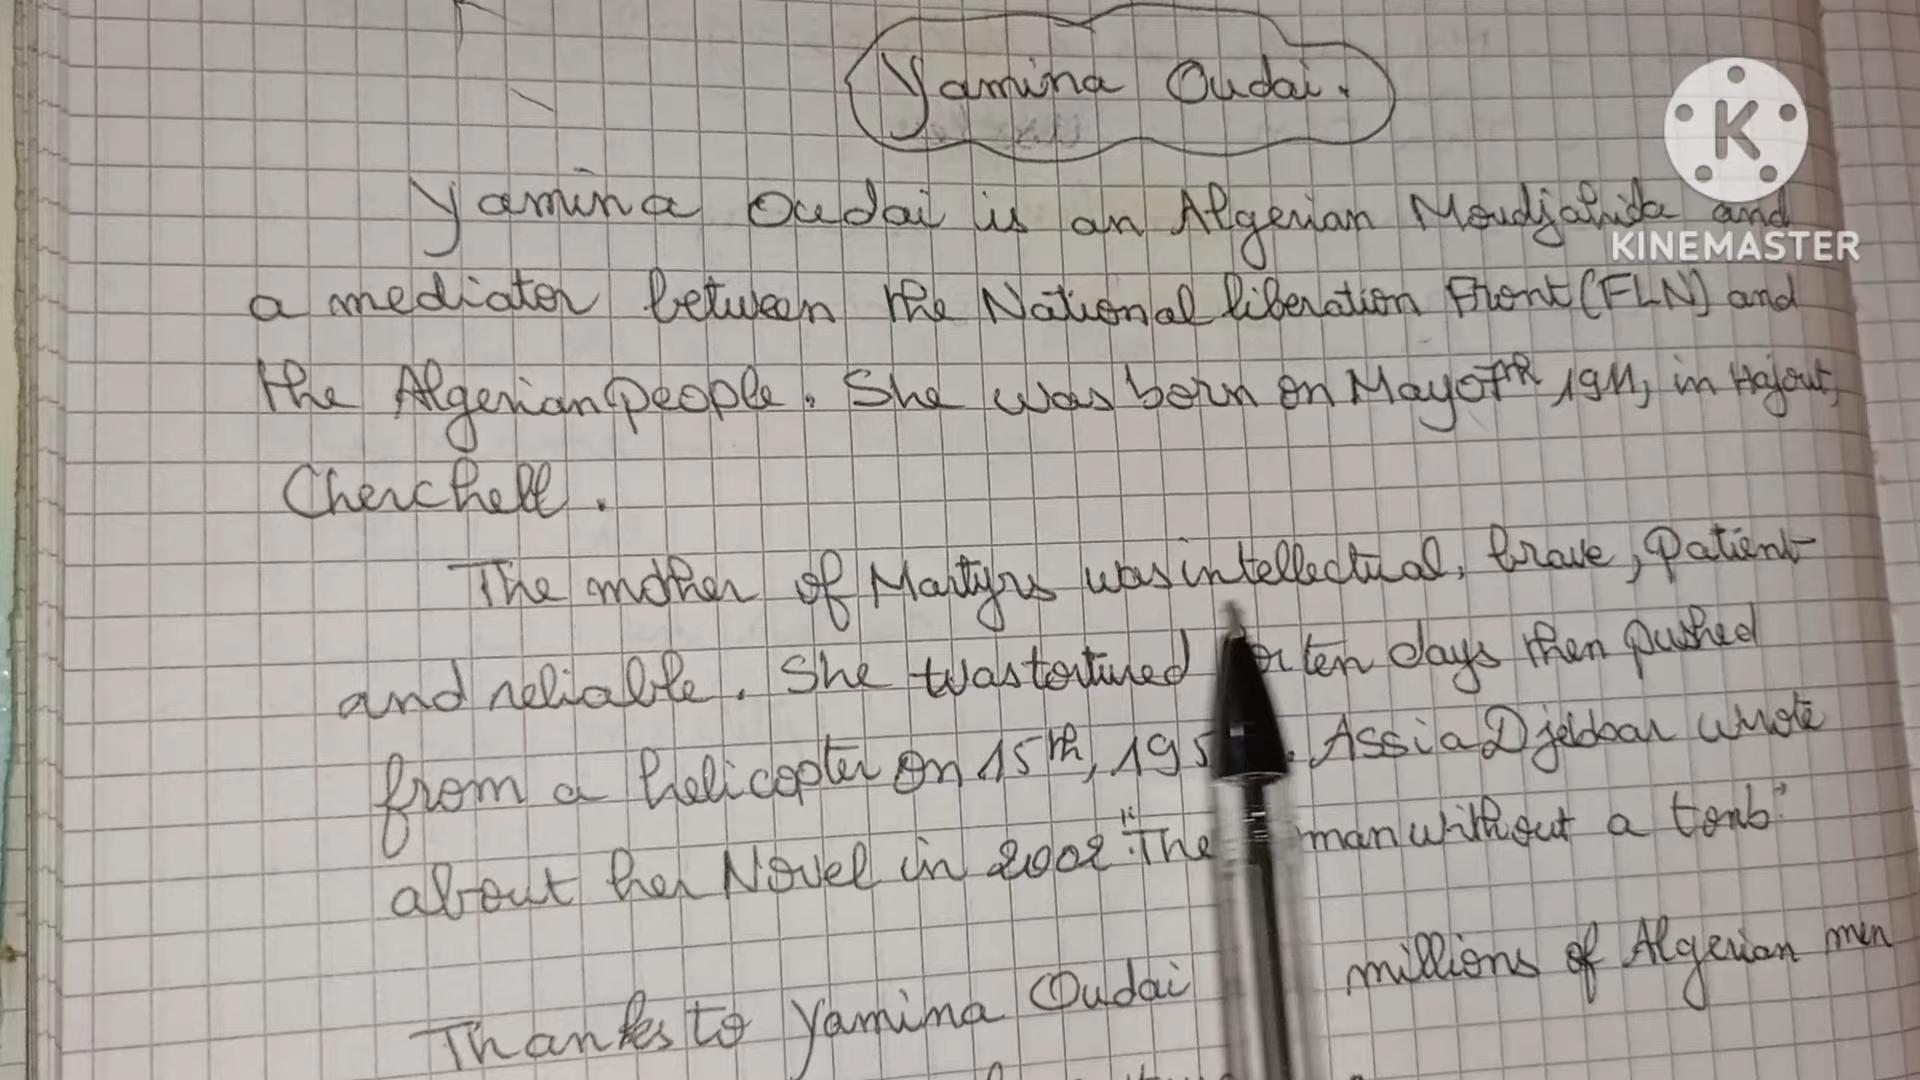 Yamina Oudai.
Yamina Oudai is an Algerian Moudjahida and
KINEMASTER
a mediator between the National liberation Front (FLN) and
the Algerian people. She was born on May 07th 1911, in Hajout,
Cherchell.
The mother of Martyrs was intellectual, brave, patient
and reliable. She was tortured ten days then pushed
from a helicopter on 15th, 195 . Assia Djebbar wrote
about her Novel in 2002 "The man without a tomb"
Thanks to Yamina Oudai millions of Algerian men